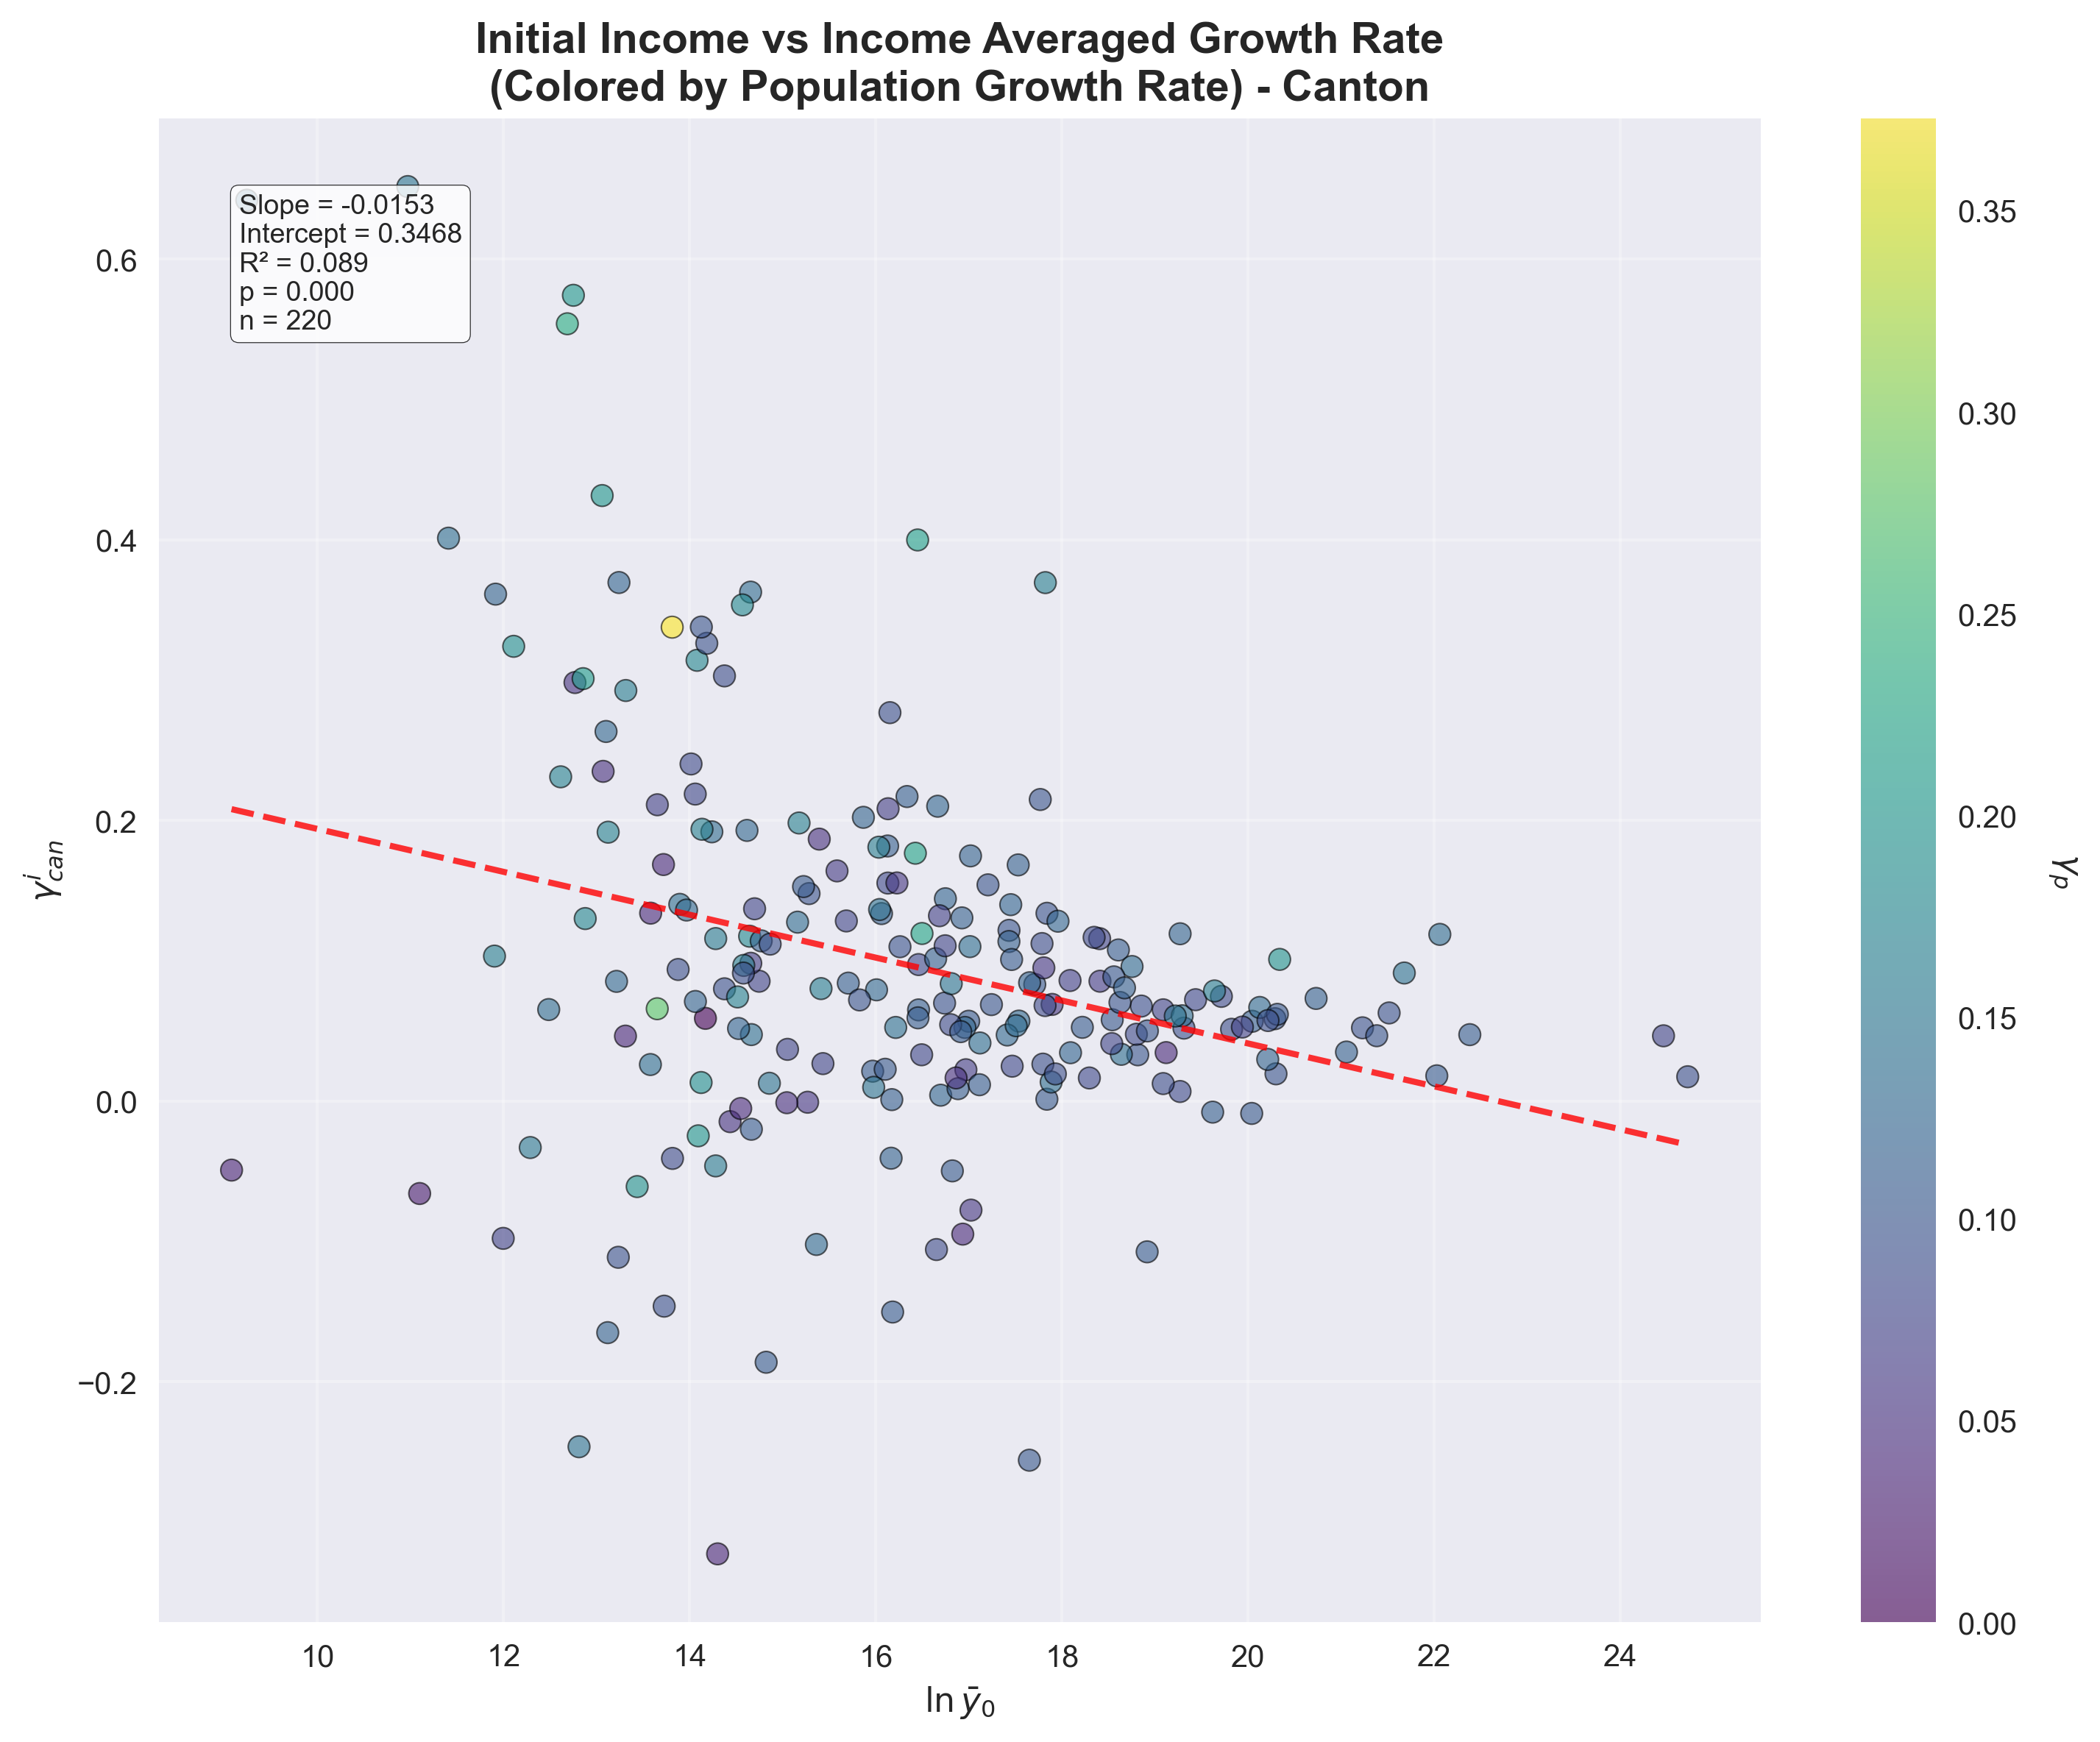 Initial Income vs Income Averaged Growth Rate
(Colored by Population Growth Rate) - Canton
Slope = -0.0153
Intercept = 0.3468
R² = 0.089
p = 0.000
n = 220
0.6
0.4
0.2
0.0
−0.2
γ^i_can
10
12
14
16
18
20
22
24
ln ȳ₀
0.35
0.30
0.25
0.20
0.15
0.10
0.05
0.00
γ_p